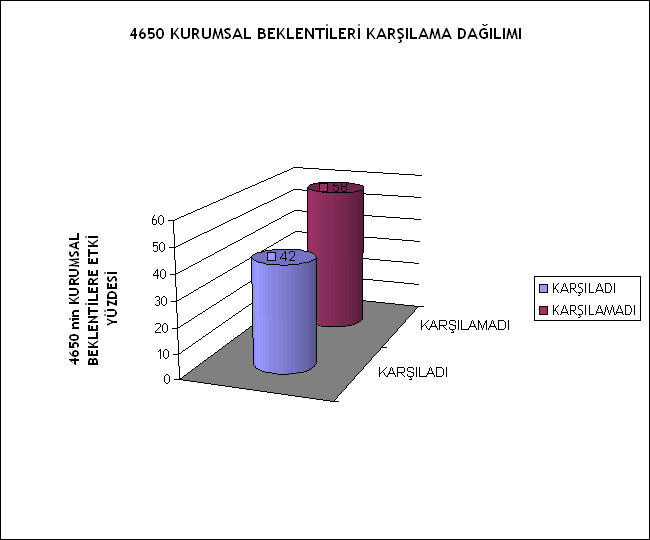 4650 KURUMSAL BEKLENTİLERİ KARŞILAMA DAĞILIMI
4650 nin KURUMSAL
BEKLENTİLERE ETKİ
YÜZDESİ
60
50
40
30
20
10
0
58
42
KARŞILAMADI
KARŞILADI
KARŞILADI
KARŞILAMADI